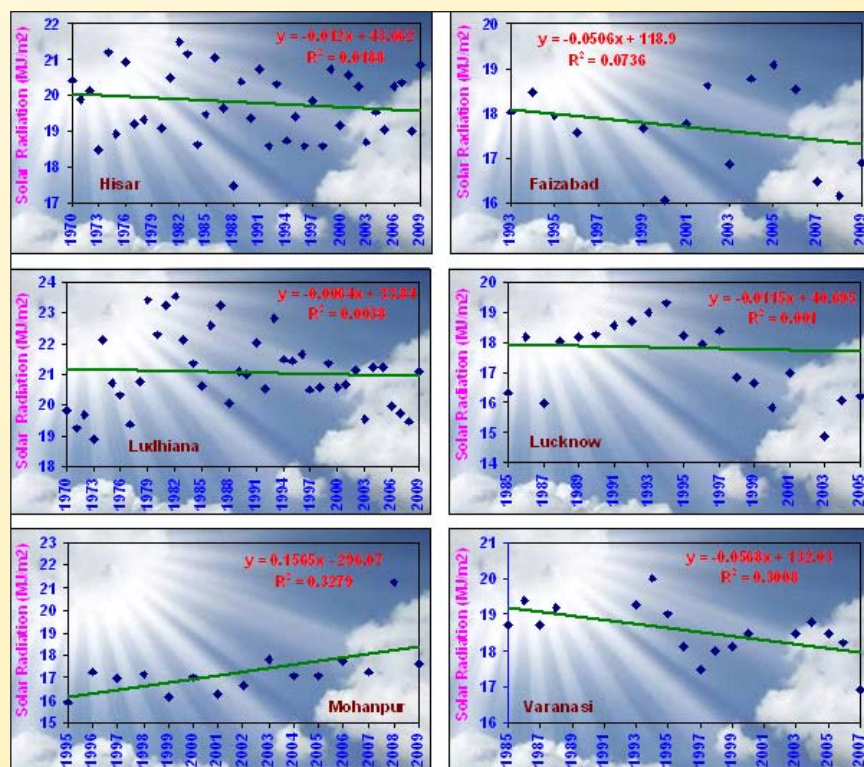 Solar Radiation (MJ/m2)
22
21
20
19
18
17
y = -0.012x + 43.662
R² = 0.0188
Hisar
1970 1973 1976 1979 1982 1985 1988 1991 1994 1997 2000 2003 2006 2009
Solar Radiation (MJ/m2)
20
19
18
17
16
y = -0.0506x + 118.9
R² = 0.0736
Faizabad
1993 1995 1997 1999 2001 2003 2005 2007 2009
Solar Radiation (MJ/m2)
24
23
22
21
20
19
18
y = -0.0064x + 33.84
R² = 0.0038
Ludhiana
1970 1973 1976 1979 1982 1985 1988 1991 1994 1997 2000 2003 2006 2009
Solar Radiation (MJ/m2)
20
19
18
17
16
15
14
y = -0.0115x + 40.695
R² = 0.001
Lucknow
1985 1987 1989 1991 1993 1995 1997 1999 2001 2003 2005
Solar Radiation (MJ/m2)
23
22
21
20
19
18
17
16
15
y = 0.1565x - 296.07
R² = 0.3279
Mohanpur
1995 1996 1997 1998 1999 2000 2001 2002 2003 2004 2005 2006 2007 2008 2009
Solar Radiation (MJ/m2)
21
20
19
18
17
16
y = -0.0568x + 132.03
R² = 0.3008
Varanasi
1985 1987 1989 1991 1993 1995 1997 1999 2001 2003 2005 2007